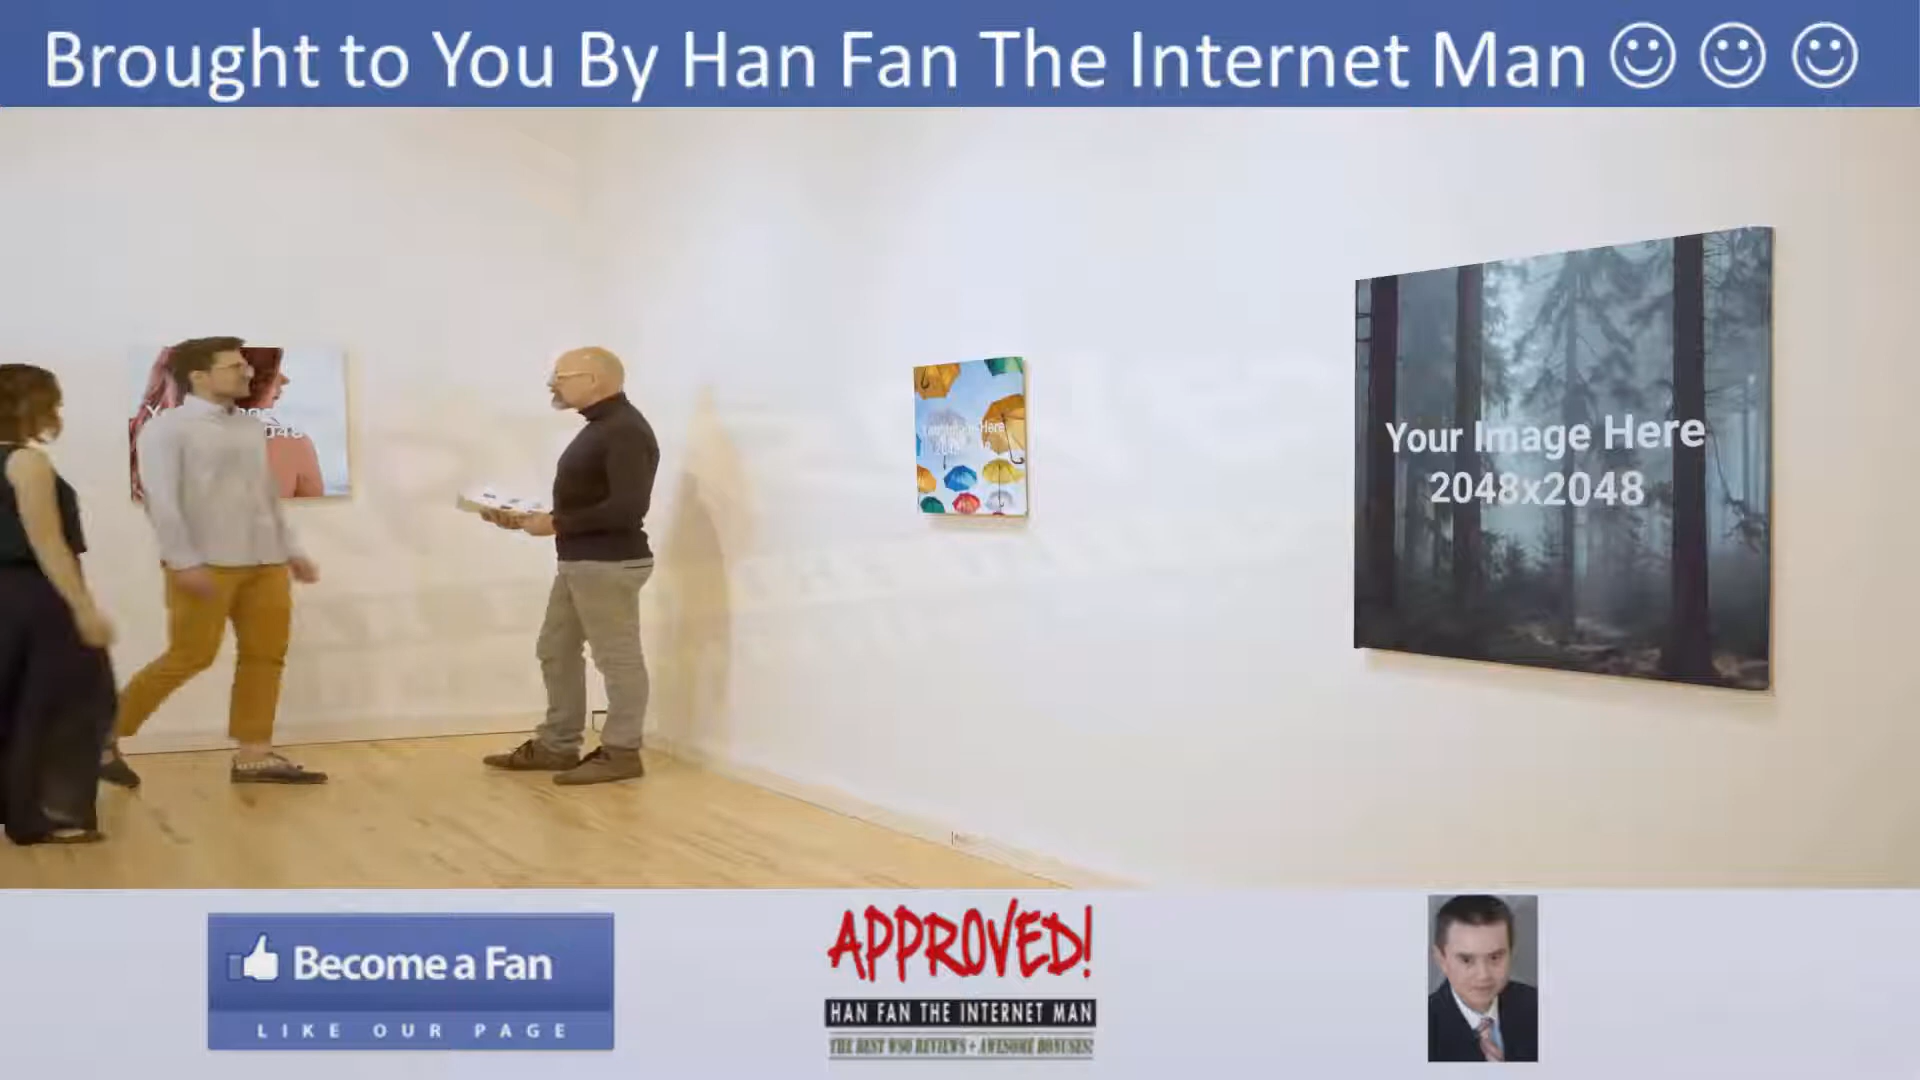 Brought to You By Han Fan The Internet Man ☺ ☺ ☺
Your Image Here
2048x2048
Become a Fan
LIKE OUR PAGE
APPROVED!
HAN FAN THE INTERNET MAN
THE BEST WSO REVIEWS + AWESOME BONUSES!